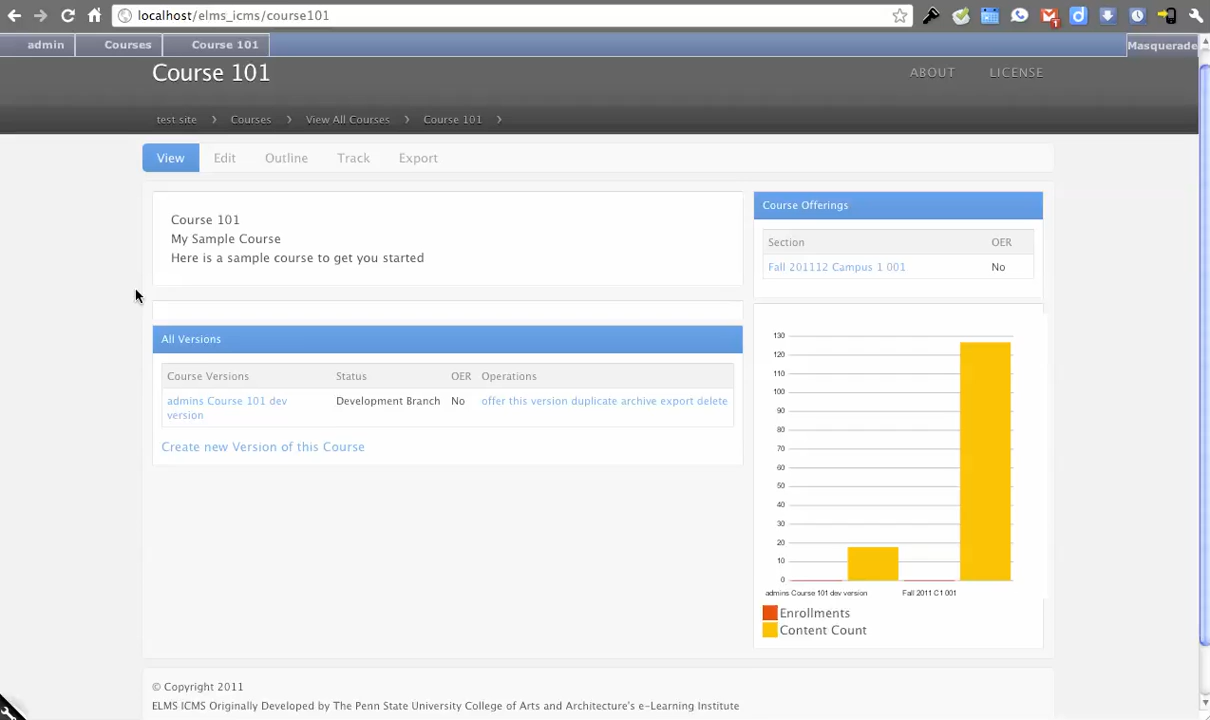 localhost/elms_icms/course101
1
admin Courses Course 101 Masquerade
Course 101
ABOUT LICENSE
test site › Courses › View All Courses › Course 101 ›
View Edit Outline Track Export
Course 101
My Sample Course
Here is a sample course to get you started
Course Offerings
Section OER
Fall 201112 Campus 1 001 No
All Versions
Course Versions Status OER Operations
admins Course 101 dev Development Branch No offer this version duplicate archive export delete
version
Create new Version of this Course
130
120
110
100
90
80
70
60
50
40
30
20
10
0
admins Course 101 dev version Fall 2011 C1 001
Enrollments
Content Count
© Copyright 2011
ELMS ICMS Originally Developed by The Penn State University College of Arts and Architecture's e-Learning Institute